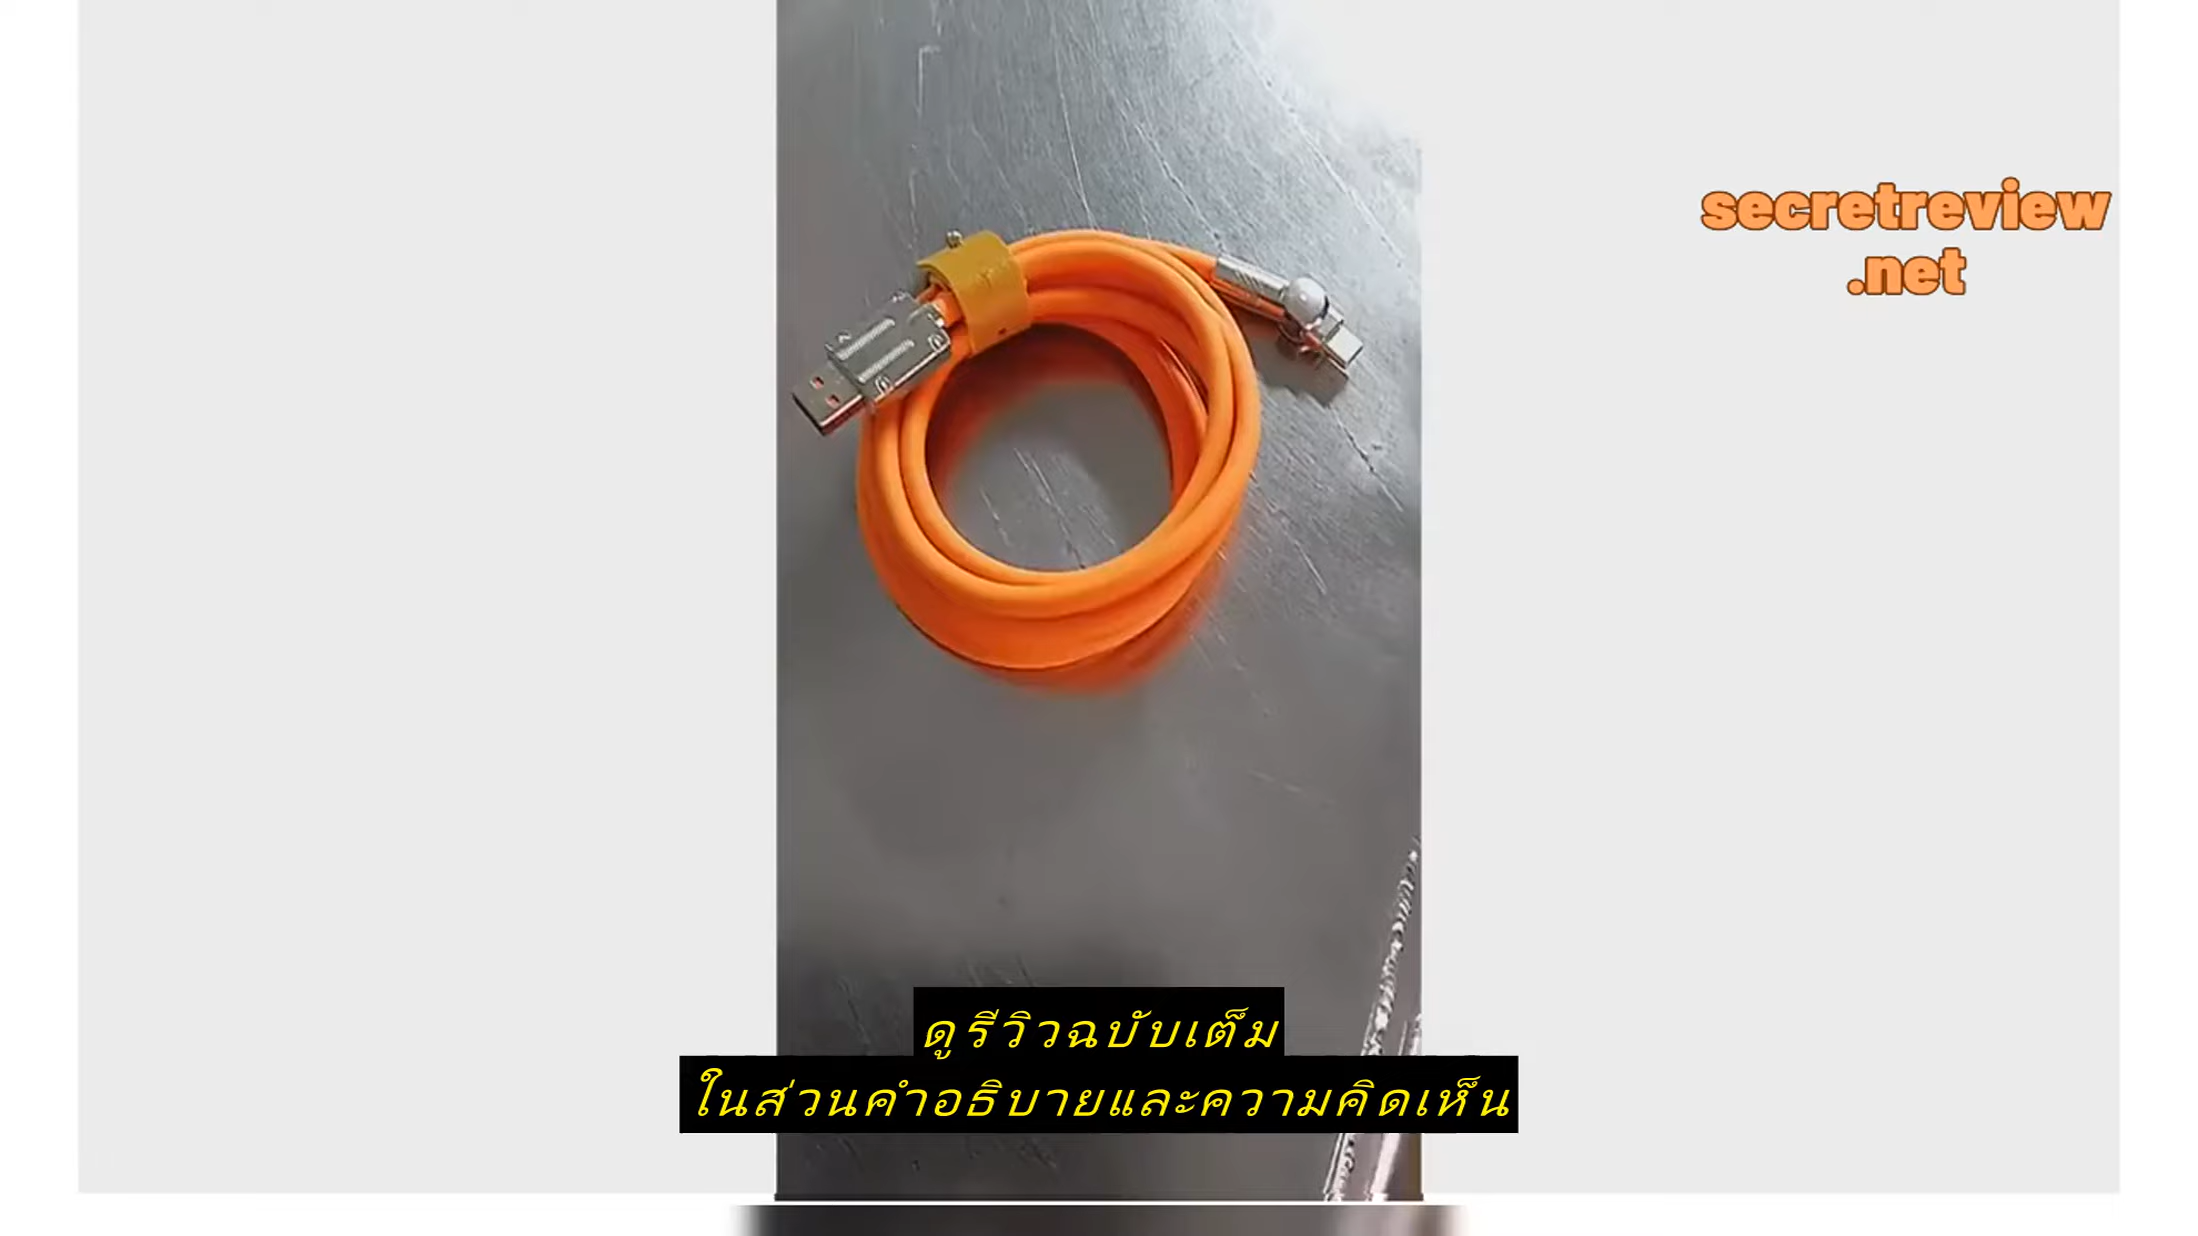 secretreview
.net
ดูรีวิวฉบับเต็ม
ในส่วนคำอธิบายและความคิดเห็น